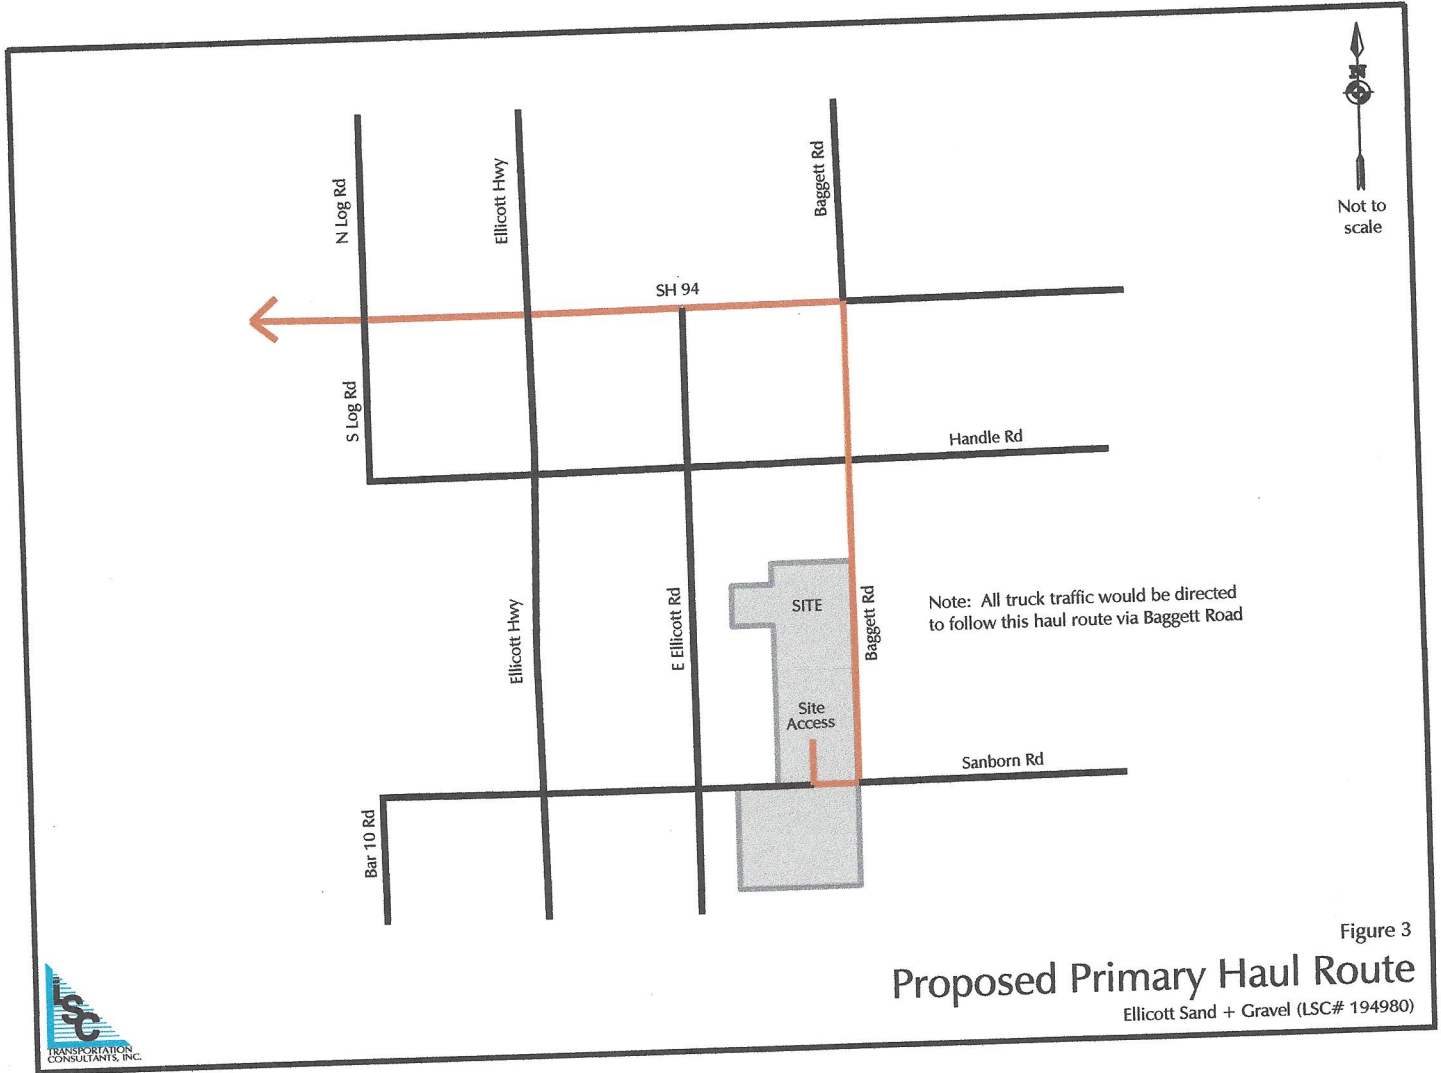 N
Not to
scale
N Log Rd
Ellicott Hwy
Baggett Rd
SH 94
S Log Rd
Handle Rd
Ellicott Hwy
E Ellicott Rd
SITE
Baggett Rd
Note: All truck traffic would be directed
to follow this haul route via Baggett Road
Site
Access
Sanborn Rd
Bar 10 Rd
Figure 3
Proposed Primary Haul Route
Ellicott Sand + Gravel (LSC# 194980)
LSC
TRANSPORTATION
CONSULTANTS, INC.